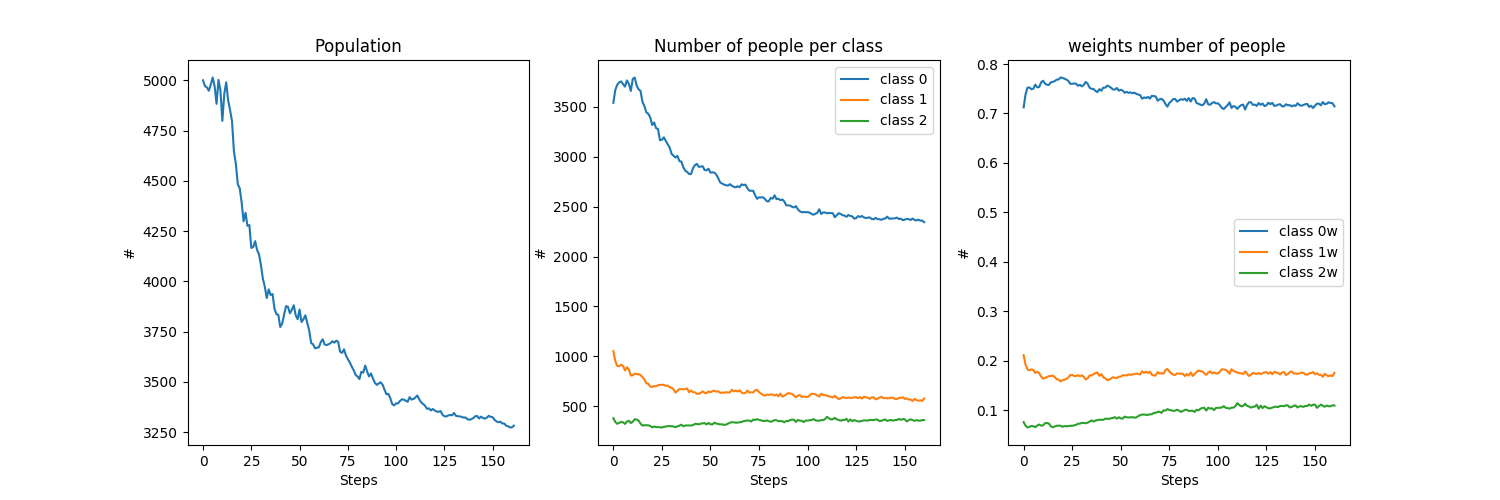 Population
5000
4750
4500
4250
4000
3750
3500
3250
#
0 25 50 75 100 125 150
Steps
Number of people per class
class 0
class 1
class 2
3500
3000
2500
2000
1500
1000
500
#
0 25 50 75 100 125 150
Steps
weights number of people
0.8
0.7
0.6
0.5
0.4
0.3
0.2
0.1
#
class 0w
class 1w
class 2w
0 25 50 75 100 125 150
Steps